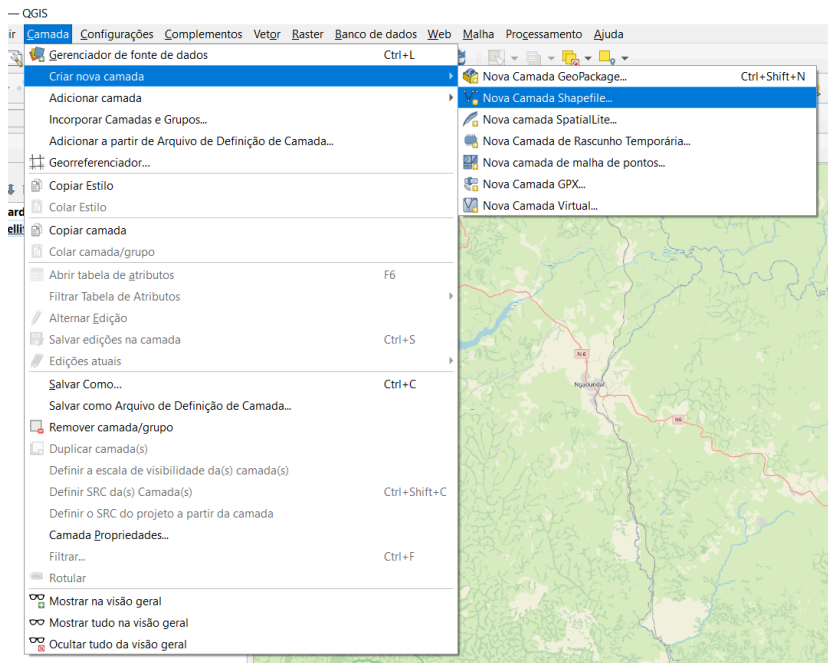 — QGIS
ir Camada Configurações Complementos Vetor Raster Banco de dados Web Malha Processamento Ajuda
Gerenciador de fonte de dados Ctrl+L
Criar nova camada
Adicionar camada
Incorporar Camadas e Grupos...
Adicionar a partir de Arquivo de Definição de Camada...
Georreferenciador...
Copiar Estilo
Colar Estilo
Copiar camada
Colar camada/grupo
Abrir tabela de atributos F6
Filtrar Tabela de Atributos
Alternar Edição
Salvar edições na camada Ctrl+S
Edições atuais
Salvar Como... Ctrl+C
Salvar como Arquivo de Definição de Camada...
Remover camada/grupo
Duplicar camada(s)
Definir a escala de visibilidade da(s) camada(s)
Definir SRC da(s) Camada(s) Ctrl+Shift+C
Definir o SRC do projeto a partir da camada
Camada Propriedades...
Filtrar... Ctrl+F
Rotular
Mostrar na visão geral
Mostrar tudo na visão geral
Ocultar tudo da visão geral
Nova Camada GeoPackage... Ctrl+Shift+N
Nova Camada Shapefile...
Nova camada SpatiaLite...
Nova Camada de Rascunho Temporária...
Nova camada de malha de pontos...
Nova Camada GPX...
Nova Camada Virtual...
ard
ellit
N6
Ngaoundal
N6